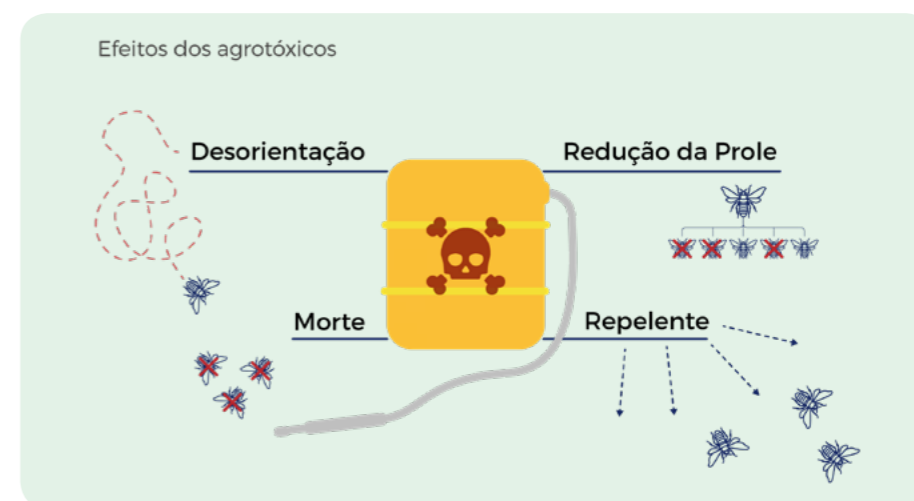 Efeitos dos agrotóxicos
Desorientação
Redução da Prole
Morte
Repelente